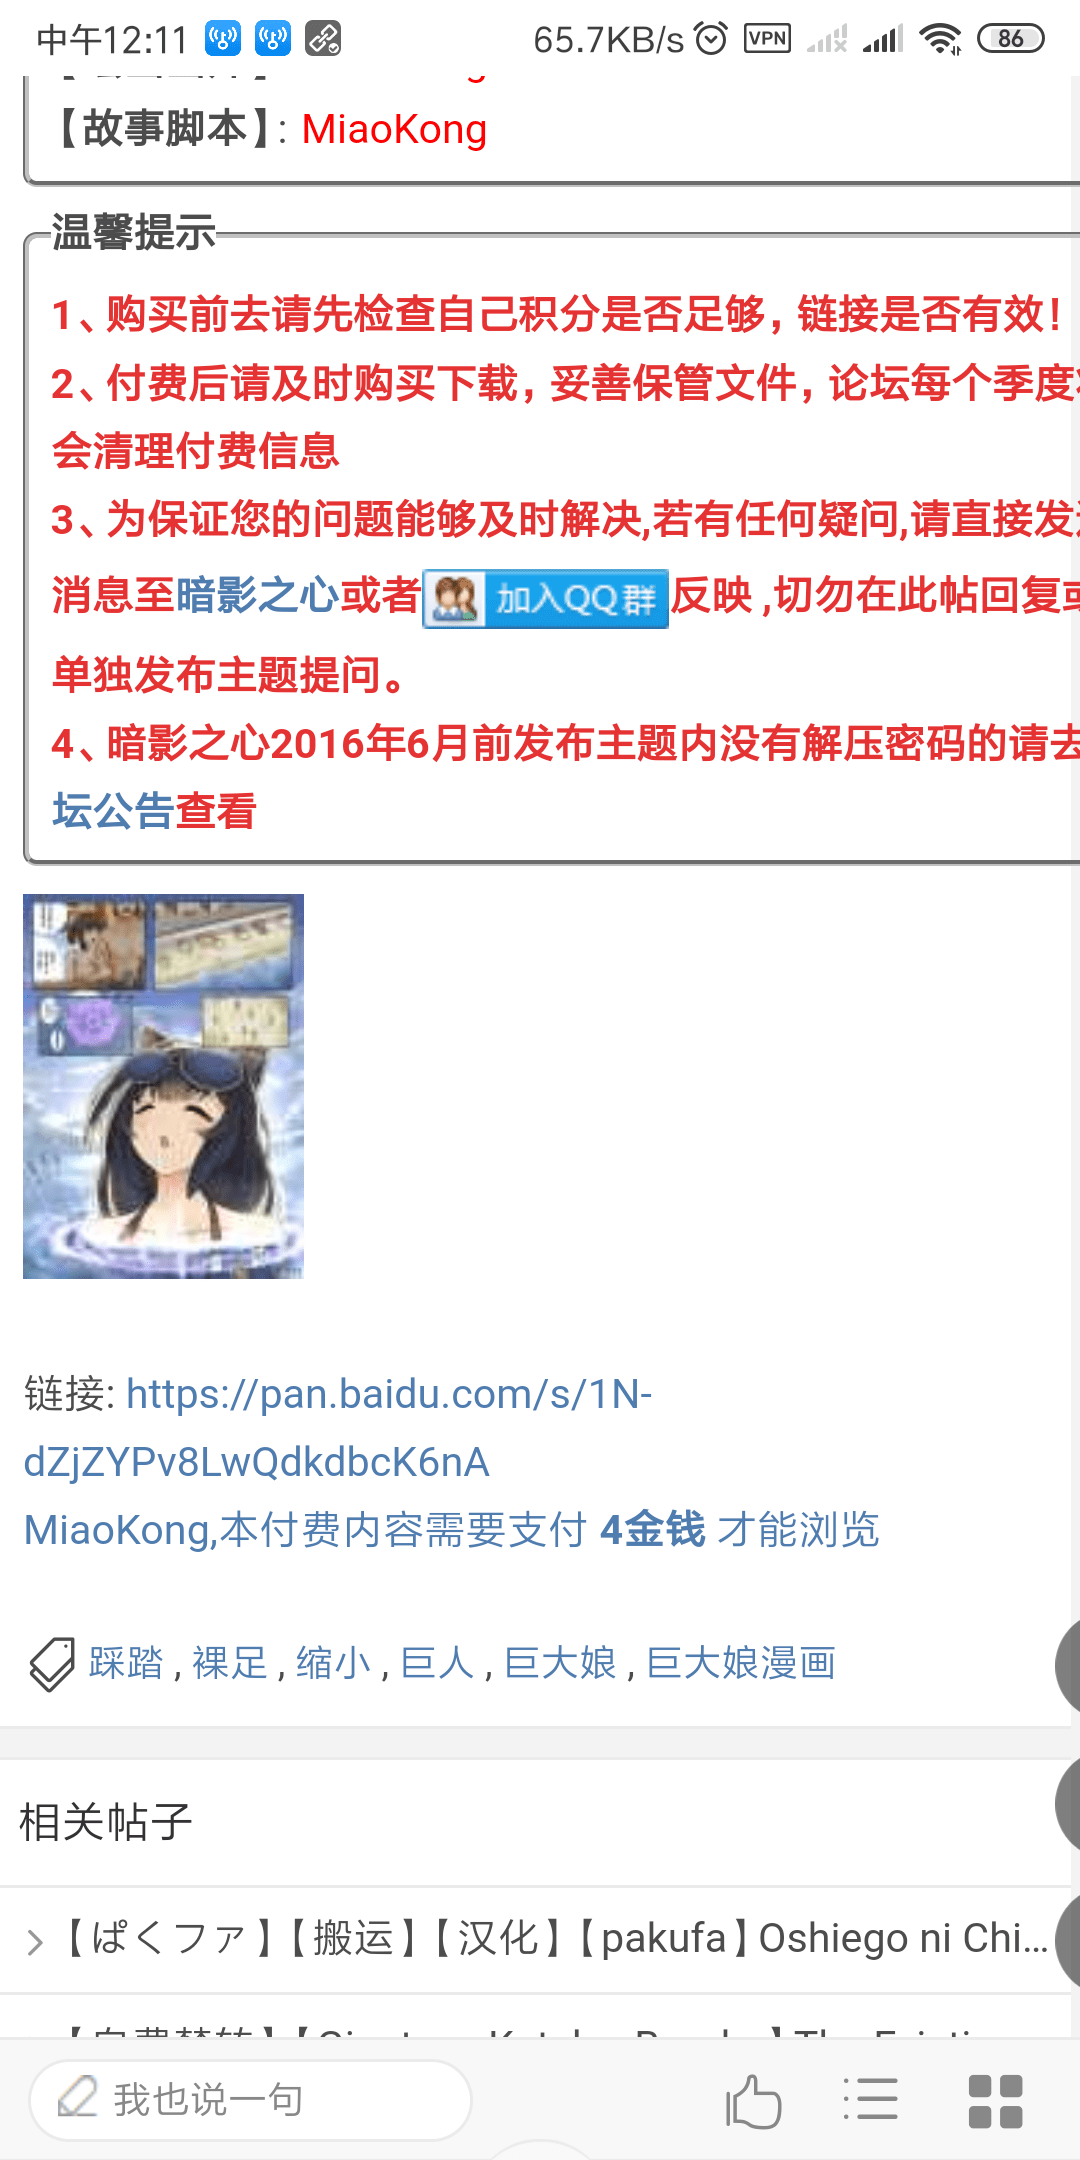 中午12:11
65.7KB/s VPN 86
【故事脚本】: MiaoKong
温馨提示
1、购买前去请先检查自己积分是否足够，链接是否有效！
2、付费后请及时购买下载，妥善保管文件，论坛每个季度
会清理付费信息
3、为保证您的问题能够及时解决,若有任何疑问,请直接发
消息至暗影之心或者 加入QQ群 反映 ,切勿在此帖回复或
单独发布主题提问。
4、暗影之心2016年6月前发布主题内没有解压密码的请去
坛公告查看
链接: https://pan.baidu.com/s/1N-
dZjZYPv8LwQdkdbcK6nA
MiaoKong,本付费内容需要支付 4金钱 才能浏览
踩踏 , 裸足 , 缩小 , 巨人 , 巨大娘 , 巨大娘漫画
相关帖子
【ぱくファ】【搬运】【汉化】【pakufa】Oshiego ni Chi...
我也说一句